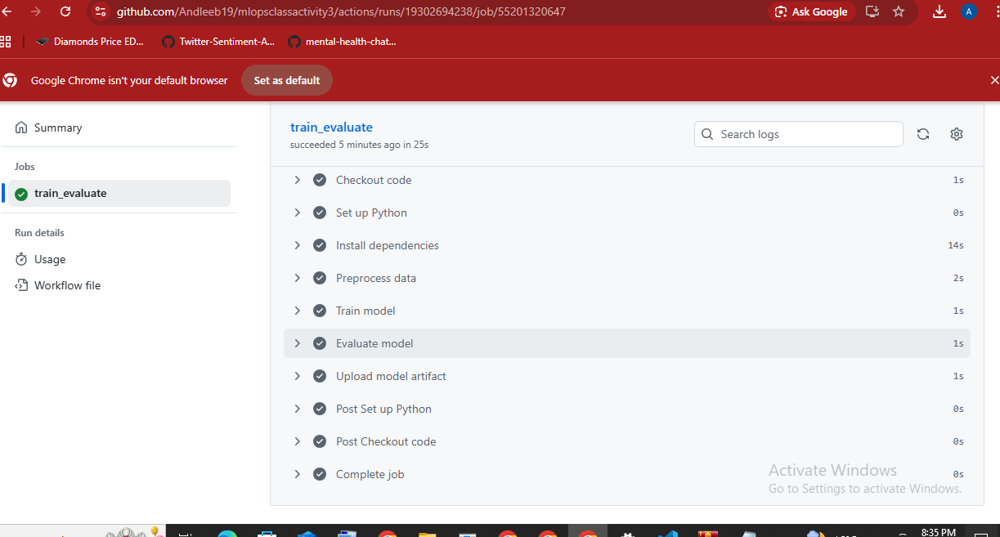 github.com/Andleeb19/mlopsclassactivity3/actions/runs/19302694238/job/55201320647
Ask Google
A
Diamonds Price ED...
Twitter-Sentiment-A...
mental-health-chat...
Google Chrome isn't your default browser
Set as default
Summary
Jobs
train_evaluate
Run details
Usage
Workflow file
train_evaluate
succeeded 5 minutes ago in 25s
Search logs
Checkout code 1s
Set up Python 0s
Install dependencies 14s
Preprocess data 2s
Train model 1s
Evaluate model 1s
Upload model artifact 1s
Post Set up Python 0s
Post Checkout code 0s
Complete job 0s
Activate Windows
Go to Settings to activate Windows.
8:35 PM